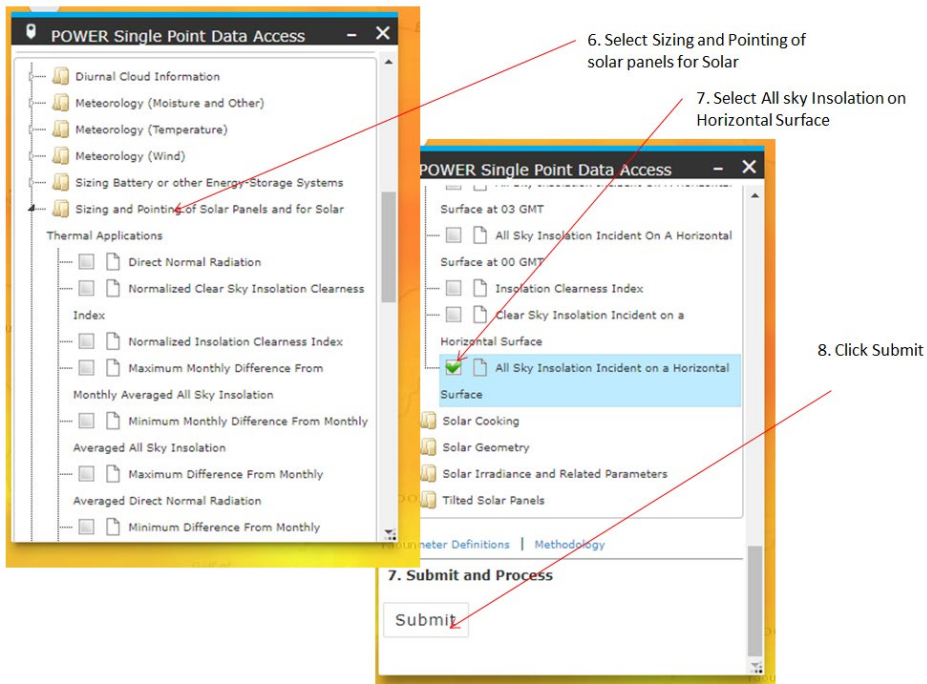 POWER Single Point Data Access
Diurnal Cloud Information
Meteorology (Moisture and Other)
Meteorology (Temperature)
Meteorology (Wind)
Sizing Battery or other Energy-Storage Systems
Sizing and Pointing of Solar Panels and for Solar
Thermal Applications
Direct Normal Radiation
Normalized Clear Sky Insolation Clearness
Index
Normalized Insolation Clearness Index
Maximum Monthly Difference From
Monthly Averaged All Sky Insolation
Minimum Monthly Difference From Monthly
Averaged All Sky Insolation
Maximum Difference From Monthly
Averaged Direct Normal Radiation
Minimum Difference From Monthly
6. Select Sizing and Pointing of
solar panels for Solar
7. Select All sky Insolation on
Horizontal Surface
POWER Single Point Data Access
All Sky Insolation Incident On A Horizontal
Surface at 03 GMT
All Sky Insolation Incident On A Horizontal
Surface at 00 GMT
Insolation Clearness Index
Clear Sky Insolation Incident on a
Horizontal Surface
All Sky Insolation Incident on a Horizontal
Surface
Solar Cooking
Solar Geometry
Solar Irradiance and Related Parameters
Tilted Solar Panels
meter Definitions | Methodology
7. Submit and Process
Submit
8. Click Submit